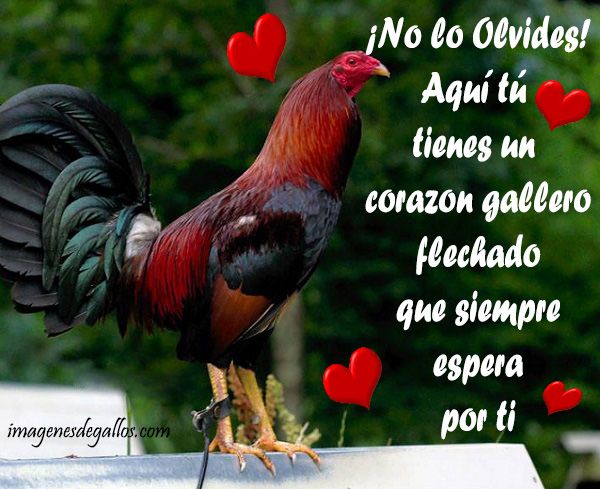 ¡No lo Olvides!
Aquí tú
tienes un
corazon gallero
flechado
que siempre
espera
por ti
imagenesdegallos.com